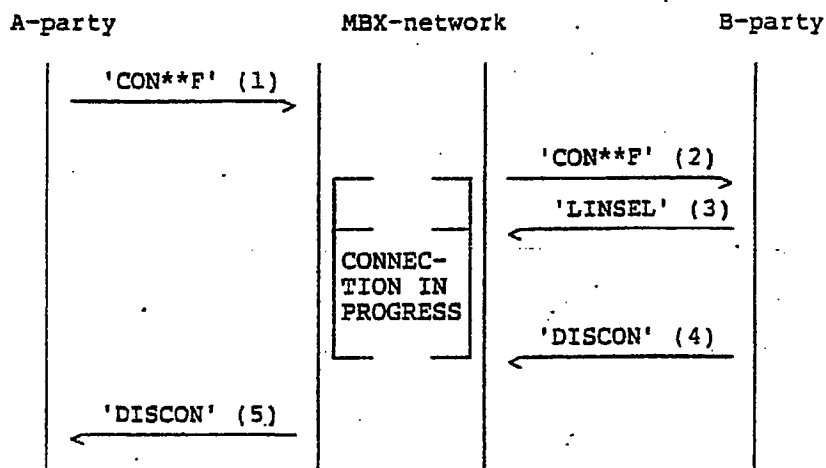 A-party MBX-network B-party
'CON**F' (1)
'CON**F' (2)
'LINSEL' (3)
CONNEC-
TION IN
PROGRESS
'DISCON' (4)
'DISCON' (5)